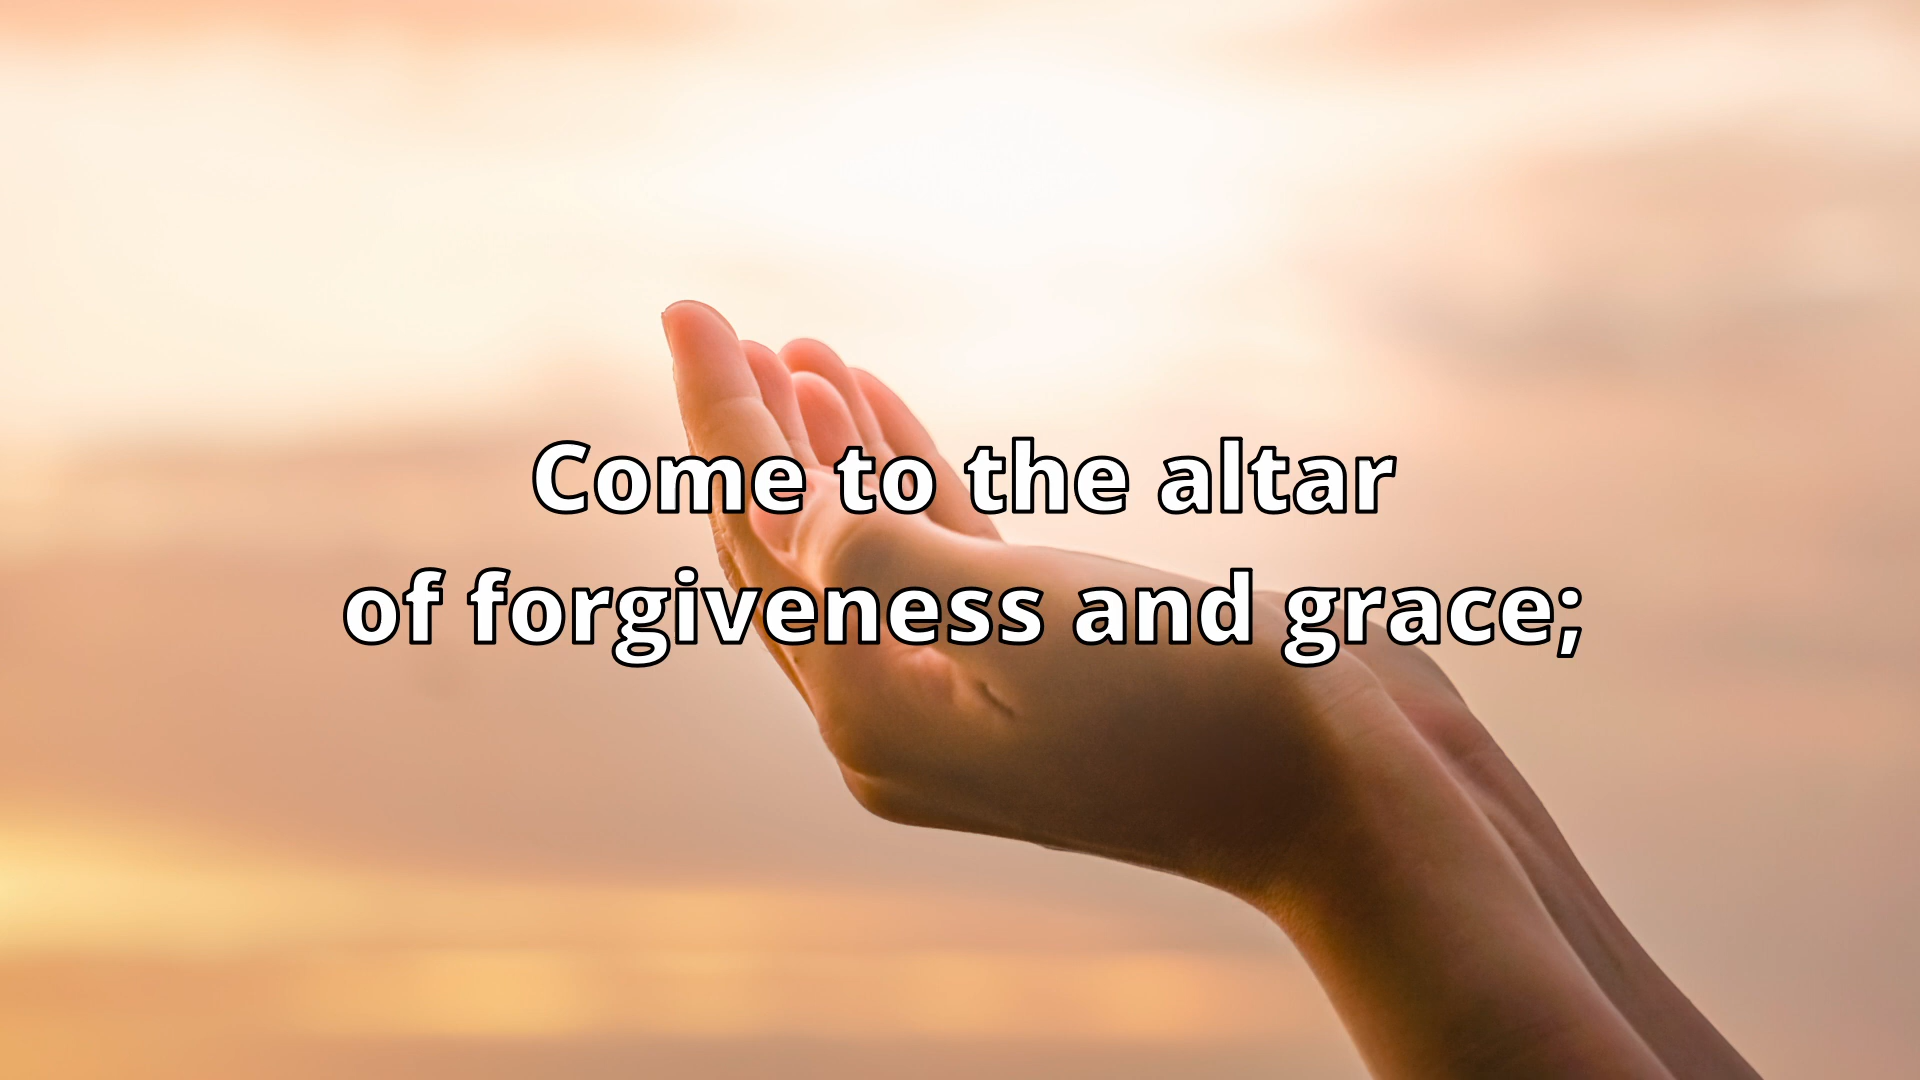 Come to the altar
of forgiveness and grace;